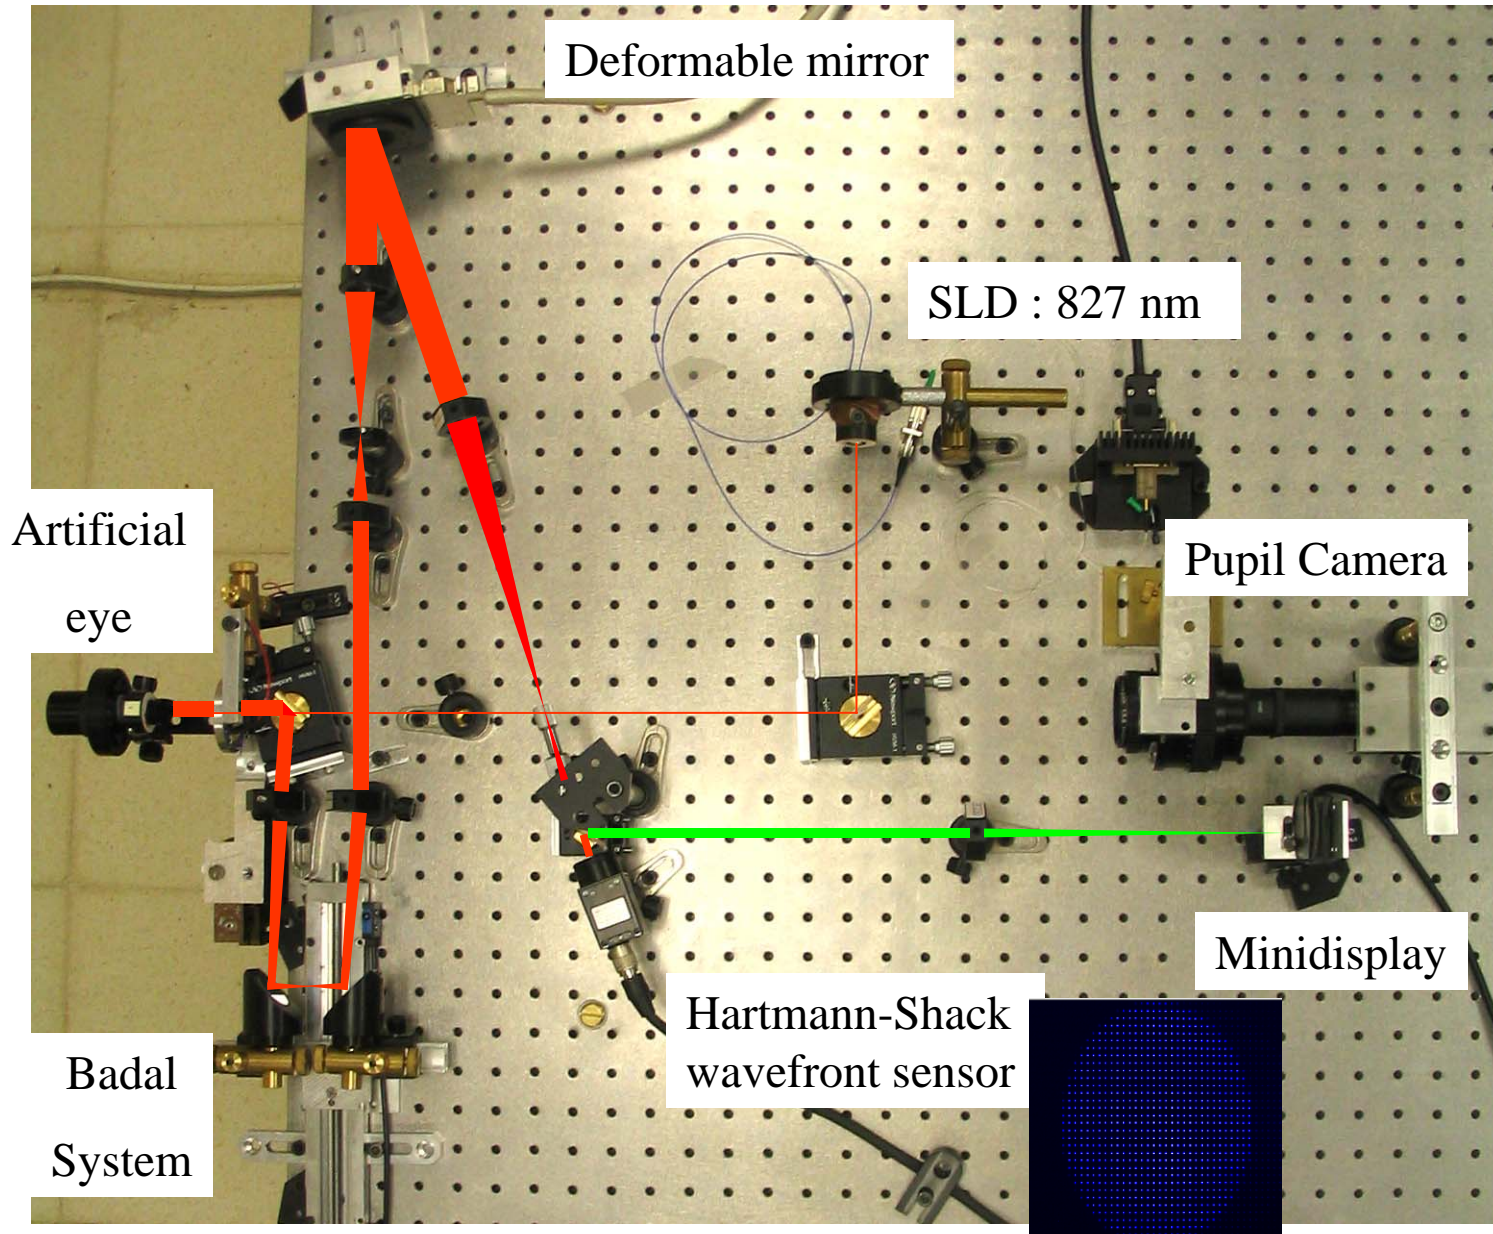 Deformable mirror
SLD : 827 nm
Artificial
eye
Pupil Camera
Minidisplay
Hartmann-Shack
wavefront sensor
Badal
System